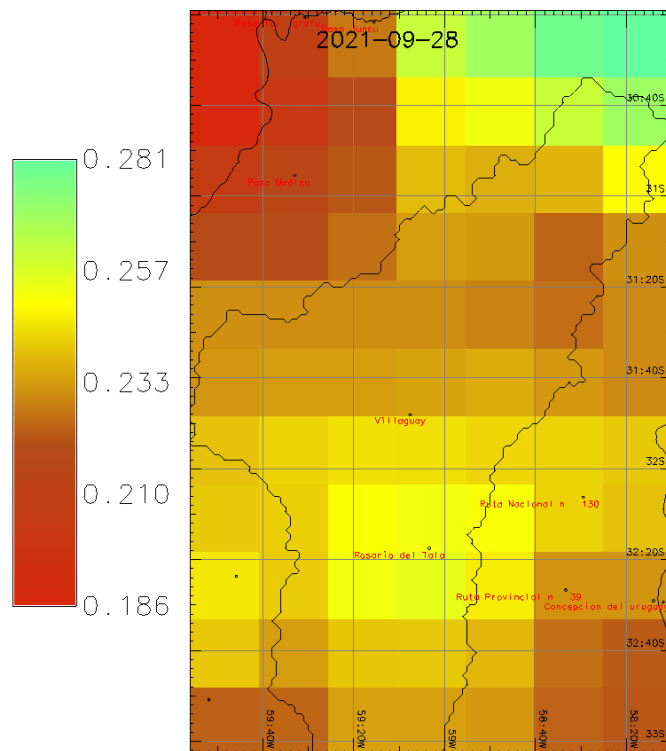 Paso Juncu
2021-09-28
30:40S
0.281
Paso Medina
31S
0.257
31:20S
0.233
31:40S
Villaguay
32S
0.210
Ruta Nacional n 130
Rosario del Tala
32:20S
0.186
Ruta Provincial n 39
Concepcion del uruguay
32:40S
59:40W
59:20W
59W
58:40W
58:20W
33S